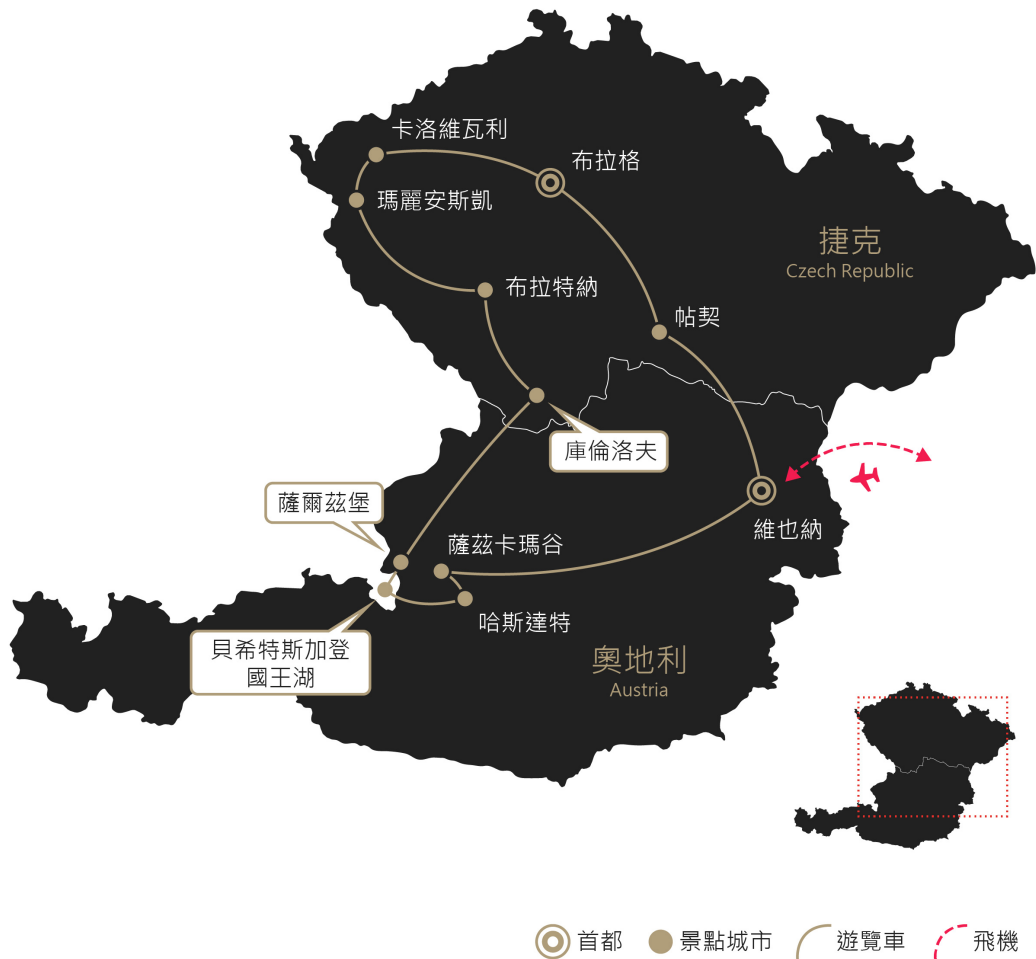 卡洛維瓦利
布拉格
瑪麗安斯凱
捷克
Czech Republic
布拉特納
帖契
庫倫洛夫
薩爾茲堡
維也納
薩茲卡瑪谷
哈斯達特
貝希特斯加登
國王湖
奧地利
Austria
首都
景點城市
遊覽車
飛機